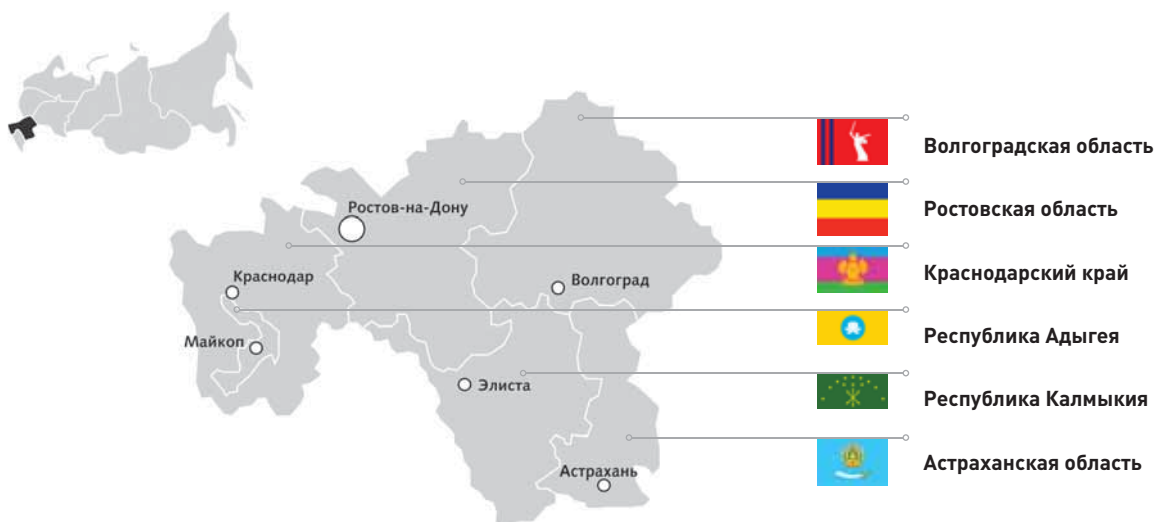 Волгоградская область
Ростовская область
Ростов-на-Дону
Краснодарский край
Краснодар
Волгоград
Республика Адыгея
Майкоп
Элиста
Республика Калмыкия
Астраханская область
Астрахань